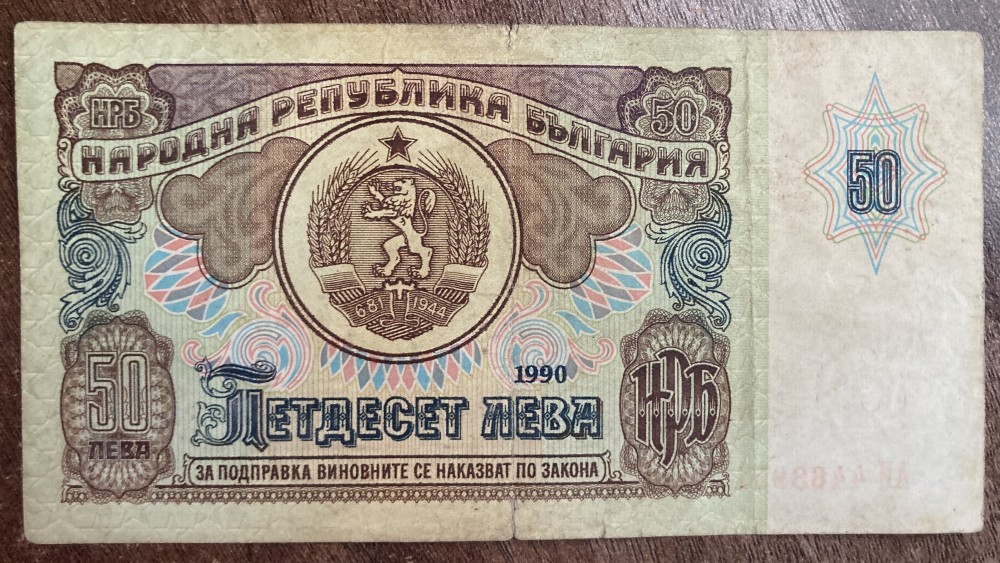 НРБ
НАРОДНА РЕПУБЛИКА БЪЛГАРИЯ
50
50
681 1944
1990
50
ЛЕВА
ПЕТДЕСЕТ ЛЕВА
НРБ
ЗА ПОДПРАВКА ВИНОВНИТЕ СЕ НАКАЗВАТ ПО ЗАКОНА